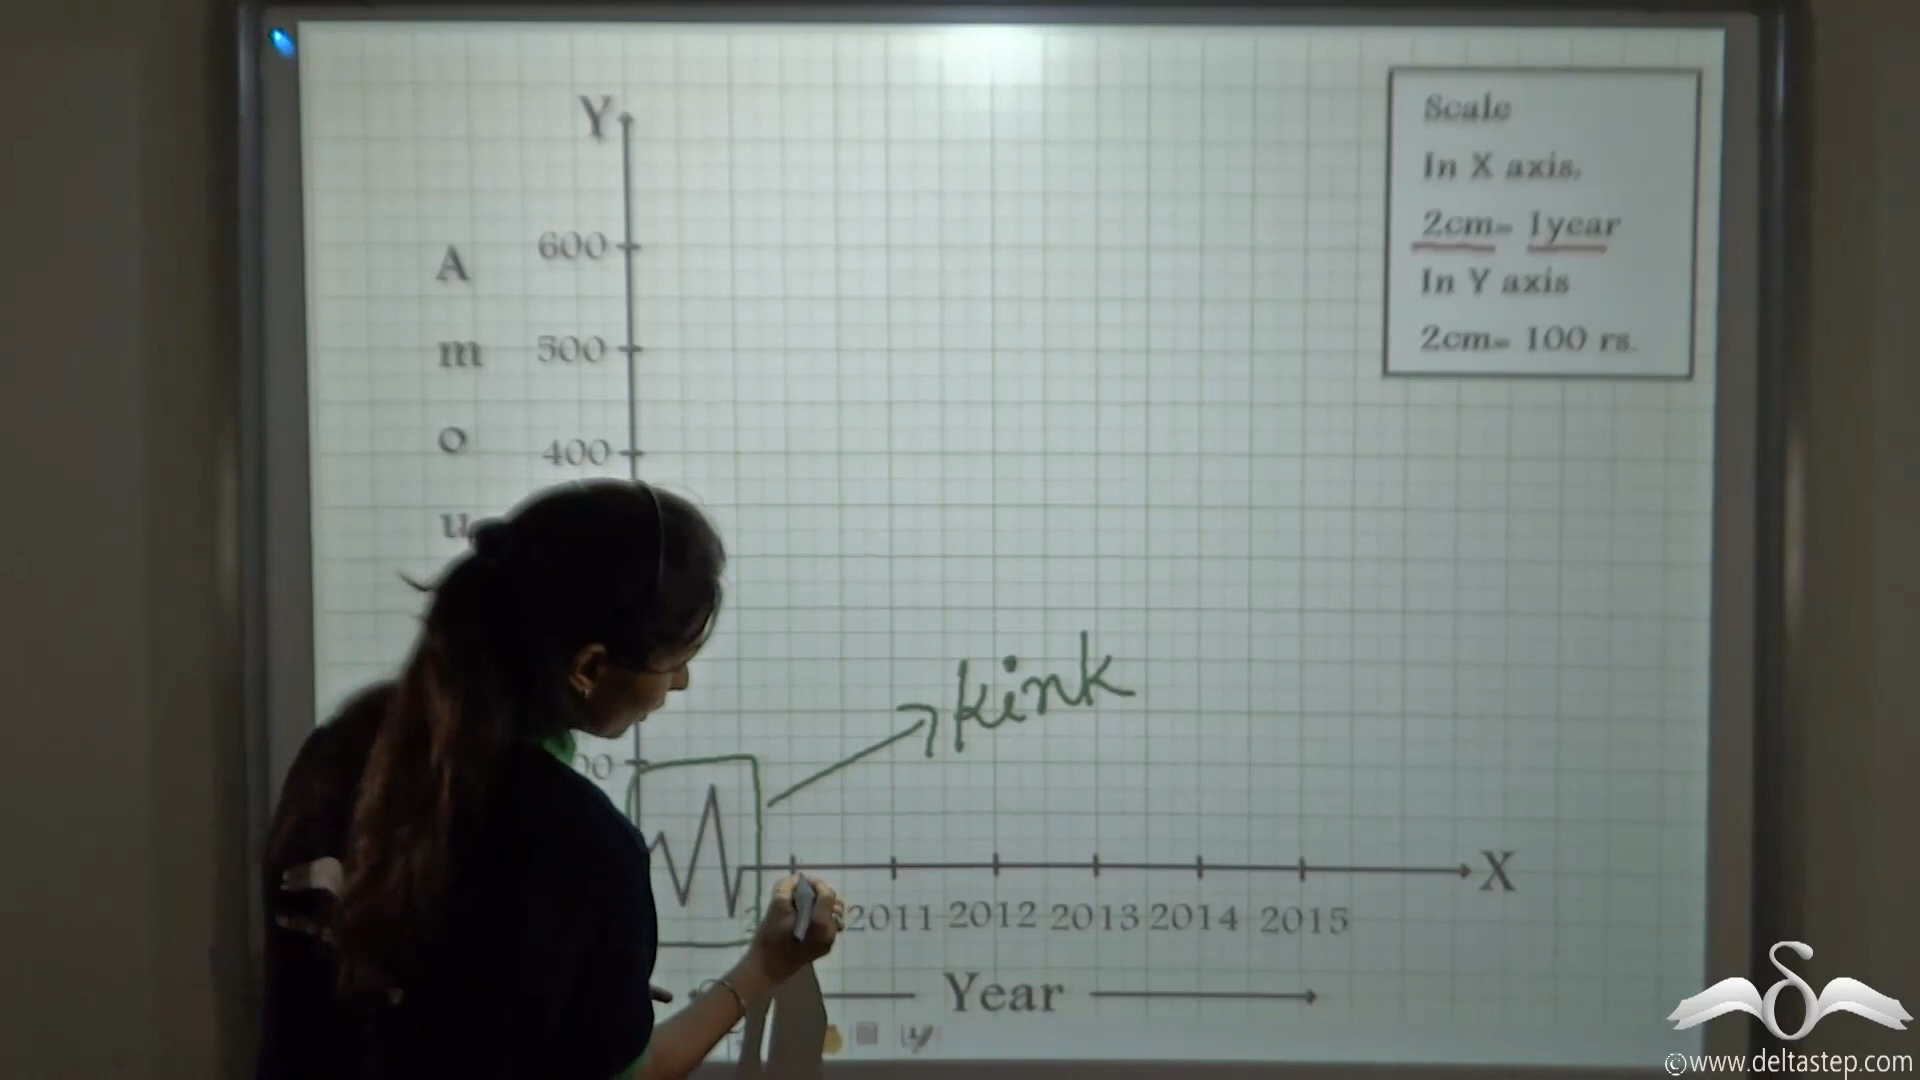 Y
Scale
In X axis,
2cm= 1year
In Y axis
2cm= 100 rs.
600
A
500
m
400
o
u
kink
00
X
2011 2012 2013 2014 2015
Year
©www.deltastep.com